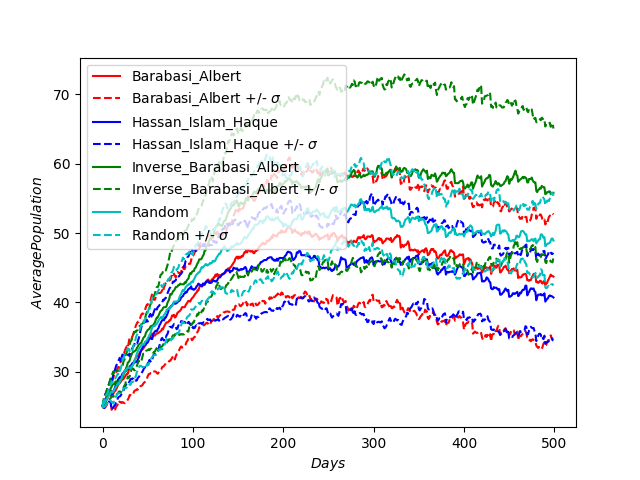 70
60
50
40
30
AveragePopulation
Barabasi_Albert
Barabasi_Albert +/- σ
Hassan_Islam_Haque
Hassan_Islam_Haque +/- σ
Inverse_Barabasi_Albert
Inverse_Barabasi_Albert +/- σ
Random
Random +/- σ
0 100 200 300 400 500
Days